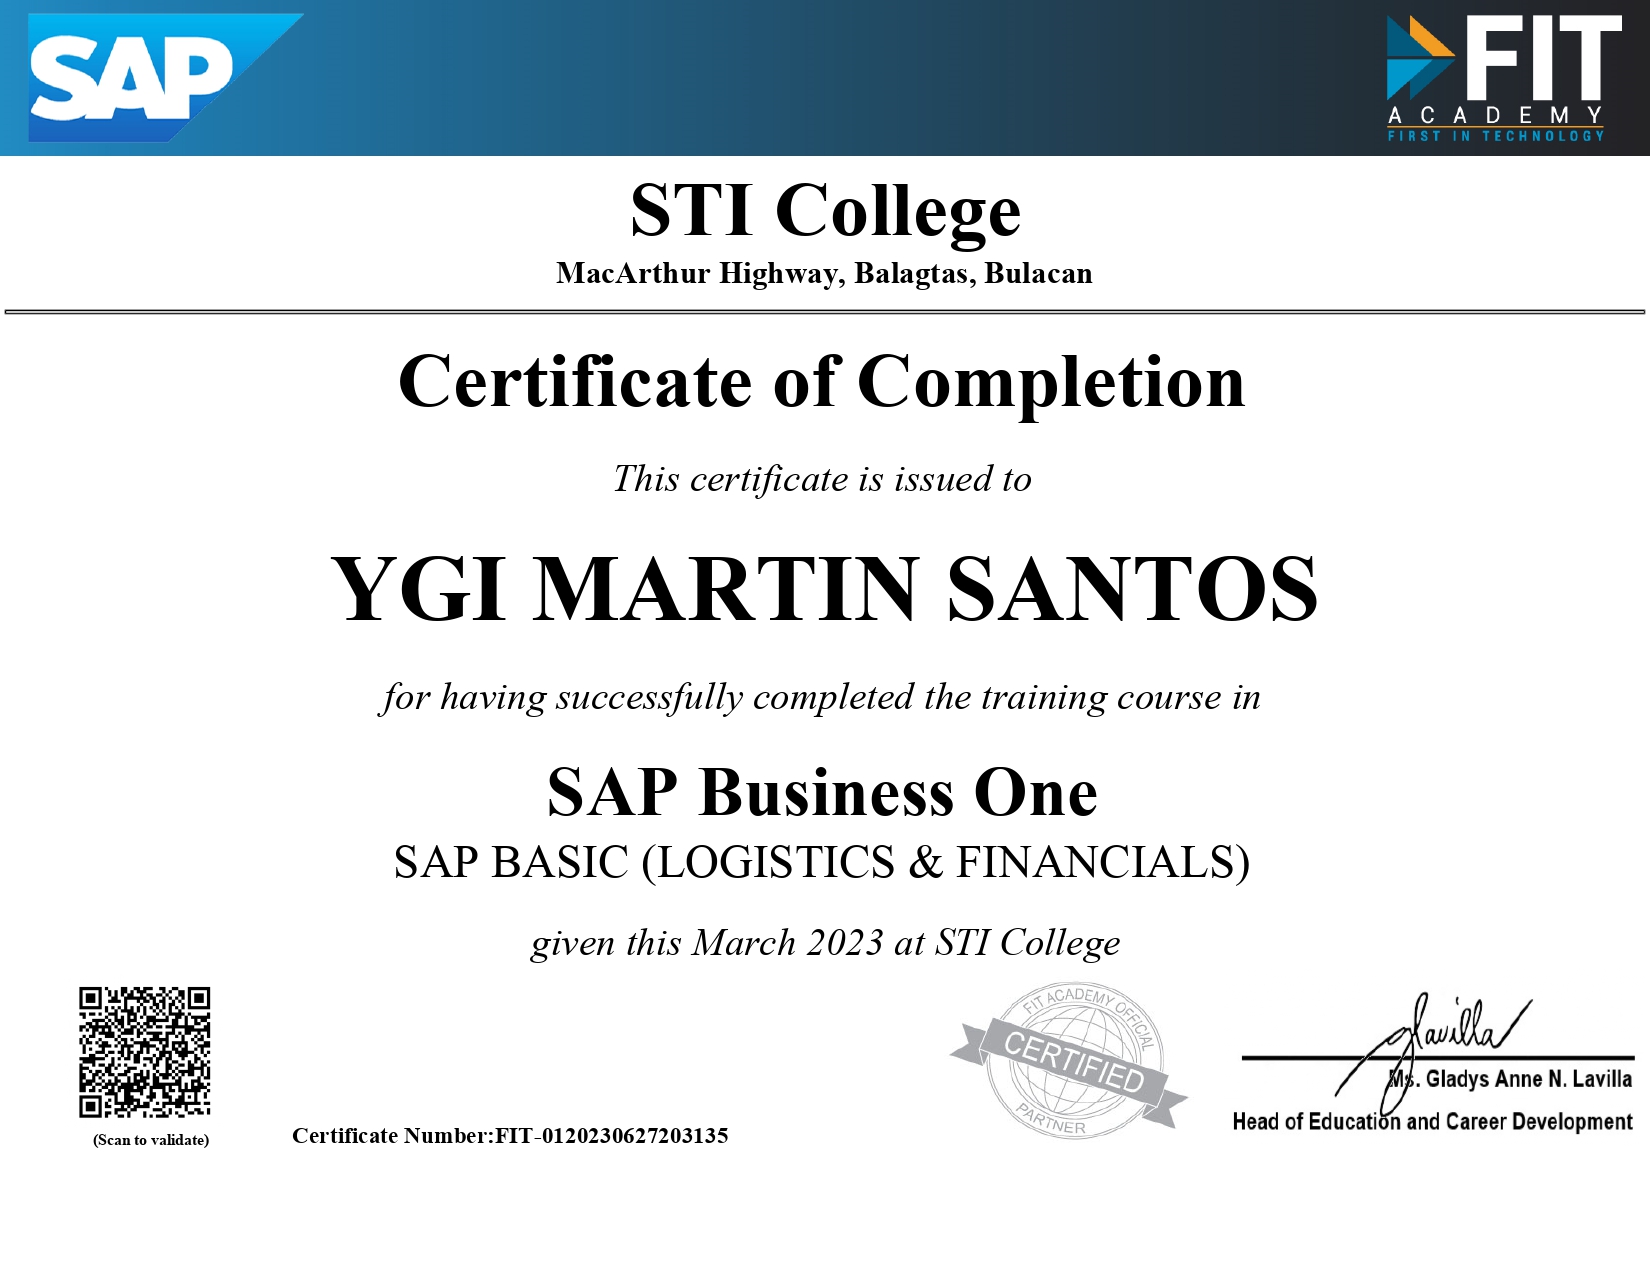 SAP
FIT
ACADEMY
FIRST IN TECHNOLOGY
STI College
MacArthur Highway, Balagtas, Bulacan
Certificate of Completion
This certificate is issued to
YGI MARTIN SANTOS
for having successfully completed the training course in
SAP Business One
SAP BASIC (LOGISTICS & FINANCIALS)
given this March 2023 at STI College
(Scan to validate)
Certificate Number:FIT-0120230627203135
FIT ACADEMY OFFICIAL
CERTIFIED
PARTNER
glavilla
Ms. Gladys Anne N. Lavilla
Head of Education and Career Development